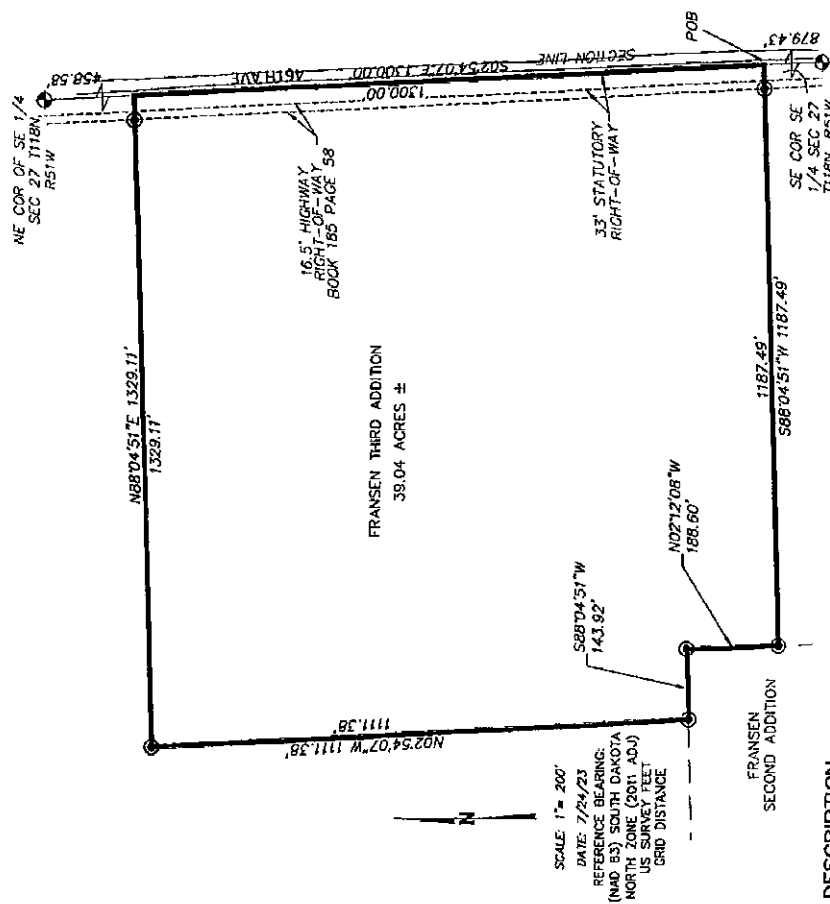 NE COR OF SE 1/4
SEC 27 T118N,
R51W
458.58'
N88°04'51"E 1329.11'
1329.11'
46TH AVE
S02°54'07"E 1300.00'
1300.00'
SECTION LINE
16.5' HIGHWAY
RIGHT-OF-WAY
BOOK 185 PAGE 58
33' STATUTORY
RIGHT-OF-WAY
POB
879.43'
FRANSEN THIRD ADDITION
39.04 ACRES ±
N02°54'07"W 1111.38'
1111.38'
S88°04'51"W
143.92'
N02°12'08"W
188.60'
1187.49'
S88°04'51"W 1187.49'
SE COR SE
1/4 SEC 27
T118N, R51W
N
SCALE: 1"= 200'
DATE: 7/24/23
REFERENCE BEARING:
(NAD 83) SOUTH DAKOTA
NORTH ZONE (2011 ADJ)
US SURVEY FEET
GRID DISTANCE
FRANSEN
SECOND ADDITION
DESCRIPTION